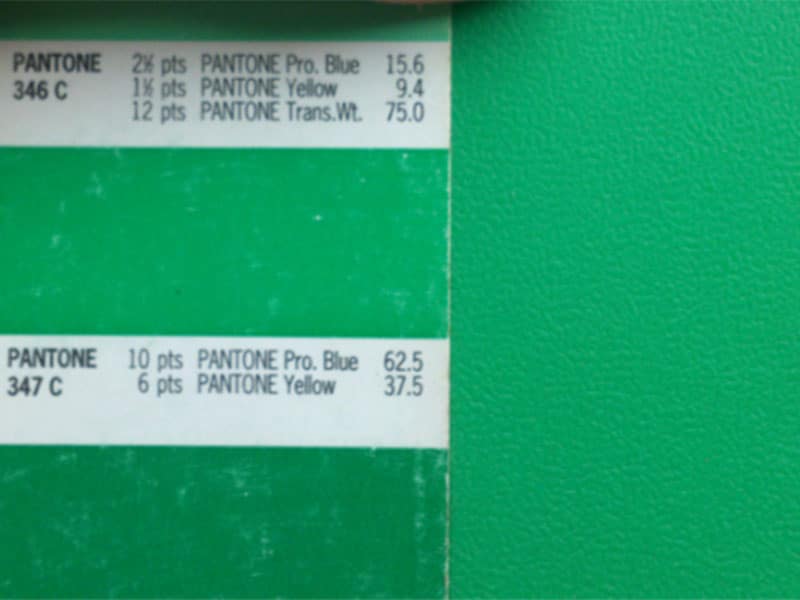 PANTONE 2½ pts PANTONE Pro. Blue 15.6
346 C 1½ pts PANTONE Yellow 9.4
12 pts PANTONE Trans.Wt. 75.0
PANTONE 10 pts PANTONE Pro. Blue 62.5
347 C 6 pts PANTONE Yellow 37.5